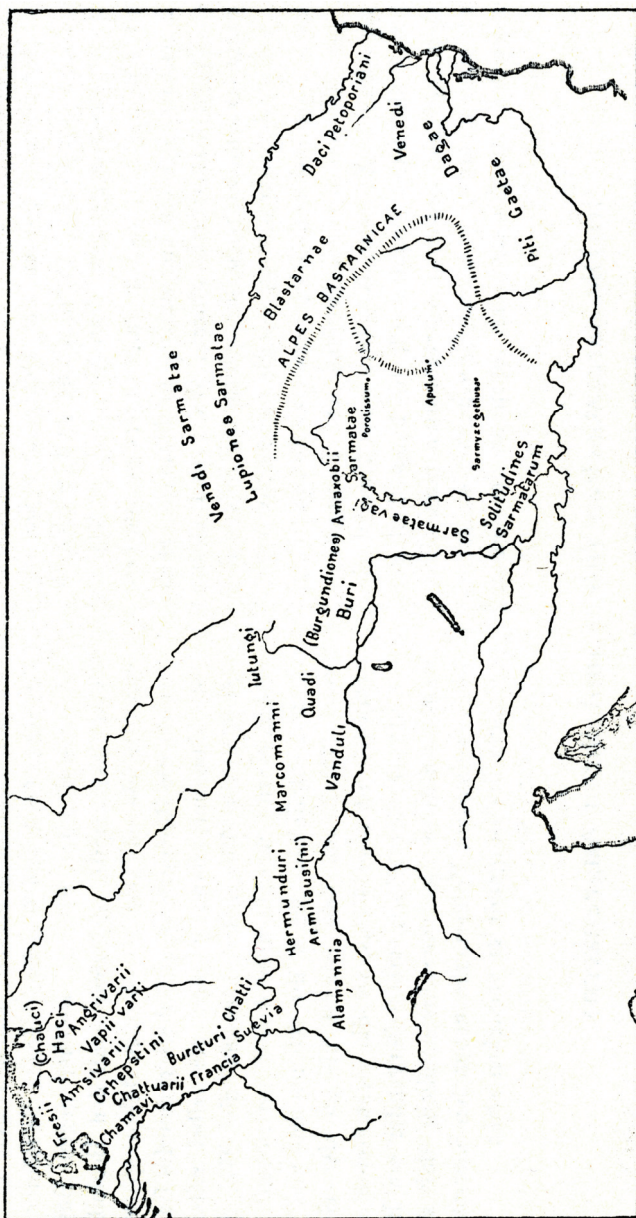 (Chauci)
Haci
Angrivarii
Vapii varii
Fresii
Amsivarii
Crhepstini
Chattuarii
Chamavi
Francia
Burcturi
Chatti
Suevia
Hermunduri
Armilausi(ni)
Alamannia
Marcomanni
Iutungi
Quadi
Vanduli
(Burgundiones)
Buri
Amaxobii
Sarmatae
Sarmatae vagi
Solitudines
Sarmatarum
Venadi Sarmatae
Lupiones Sarmatae
Blastarnae
ALPES BASTARNICAE
Porolissum
Apulum
Sarmyzegethusa
Daci Petoporiani
Venedi
Dagae
Piti Gaetae